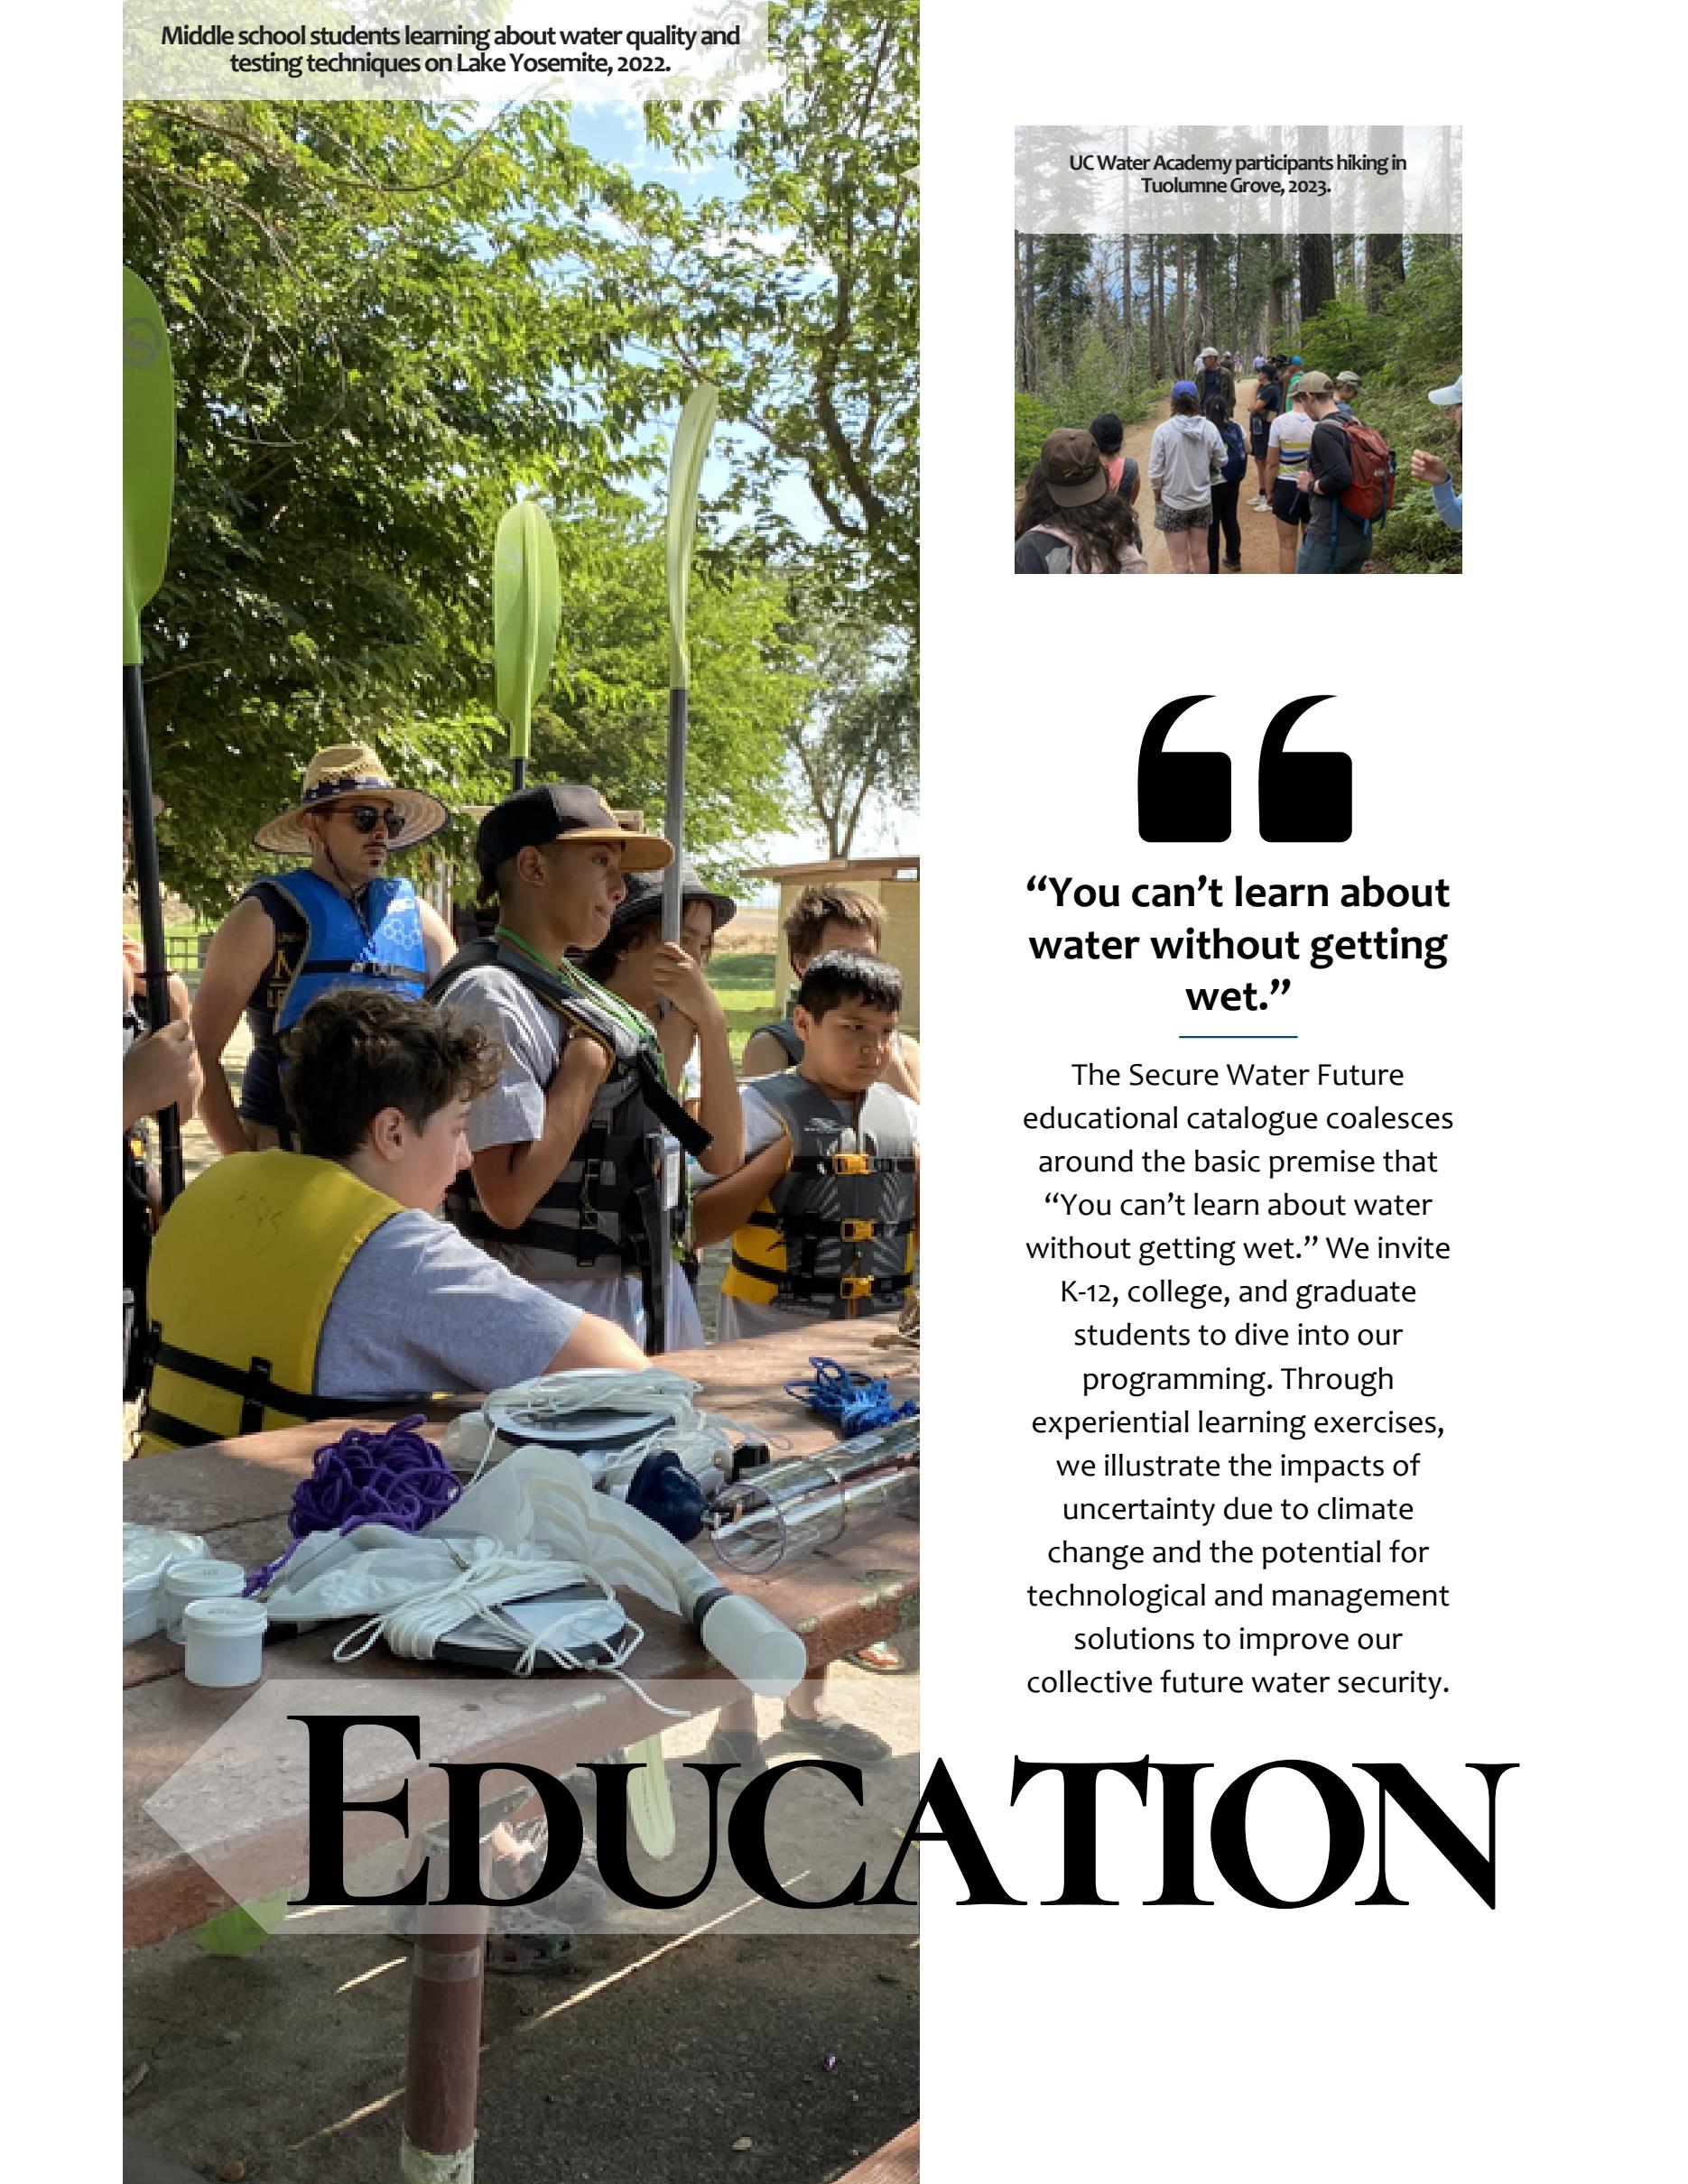 Middle school students learning about water quality and
testing techniques on Lake Yosemite, 2022.
UC Water Academy participants hiking in
Tuolumne Grove, 2023.
“You can’t learn about
water without getting
wet.”
The Secure Water Future
educational catalogue coalesces
around the basic premise that
“You can’t learn about water
without getting wet.” We invite
K-12, college, and graduate
students to dive into our
programming. Through
experiential learning exercises,
we illustrate the impacts of
uncertainty due to climate
change and the potential for
technological and management
solutions to improve our
collective future water security.
EDUCATION